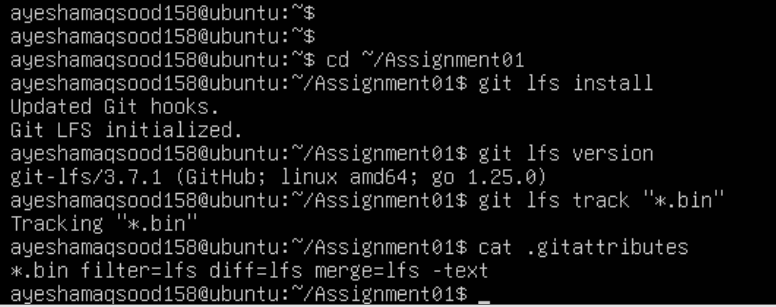 ayeshamaqsood158@ubuntu:~$
ayeshamaqsood158@ubuntu:~$
ayeshamaqsood158@ubuntu:~$ cd ~/Assignment01
ayeshamaqsood158@ubuntu:~/Assignment01$ git lfs install
Updated Git hooks.
Git LFS initialized.
ayeshamaqsood158@ubuntu:~/Assignment01$ git lfs version
git-lfs/3.7.1 (GitHub; linux amd64; go 1.25.0)
ayeshamaqsood158@ubuntu:~/Assignment01$ git lfs track "*.bin"
Tracking "*.bin"
ayeshamaqsood158@ubuntu:~/Assignment01$ cat .gitattributes
*.bin filter=lfs diff=lfs merge=lfs -text
ayeshamaqsood158@ubuntu:~/Assignment01$ _